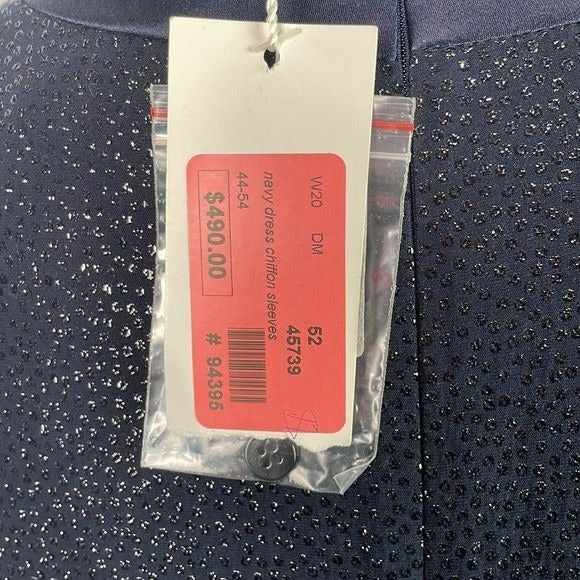 W20 DM
52
45739
navy dress chiffon sleeves
44-54
$490.00
# 94395